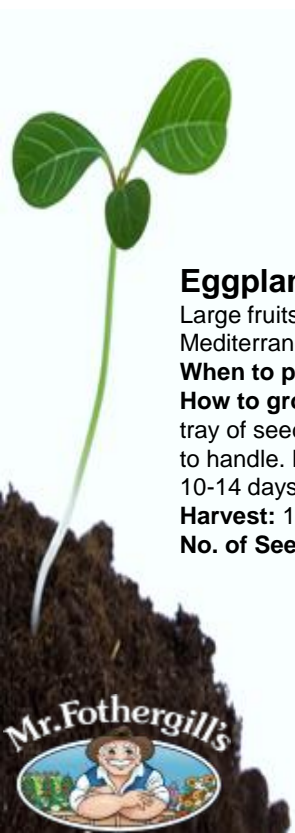 Eggplan
Large fruits
Mediterran
When to p
How to gro
tray of seed
to handle.
10-14 days
Harvest: 1
No. of See
Mr.Fothergill's